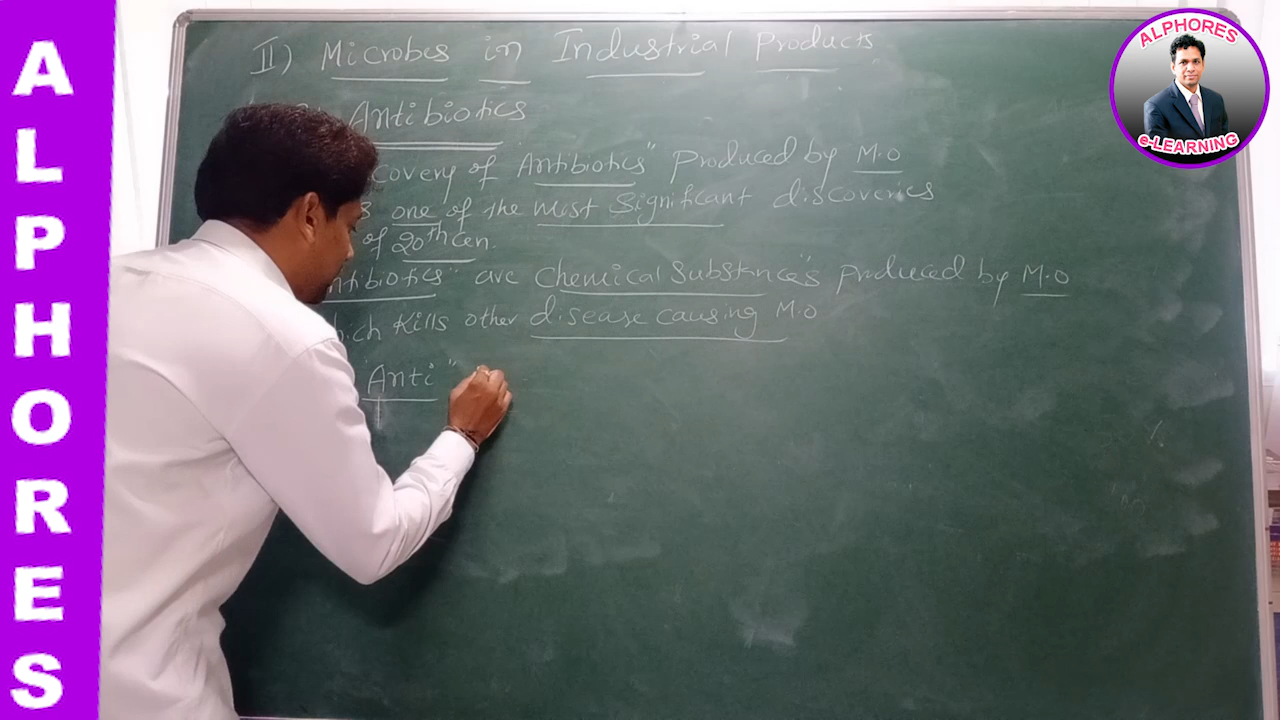 ALPHORES
II) Microbes in Industrial Products
Antibiotics
covery of Antibiotics" Produced by M.O
one of the most Significant discoveries
of 20th Cen.
ntibiotics" are Chemical Substance's produced by M.O
hich kills other disease causing M.O
"Anti"
ALPHORES
e-LEARNING